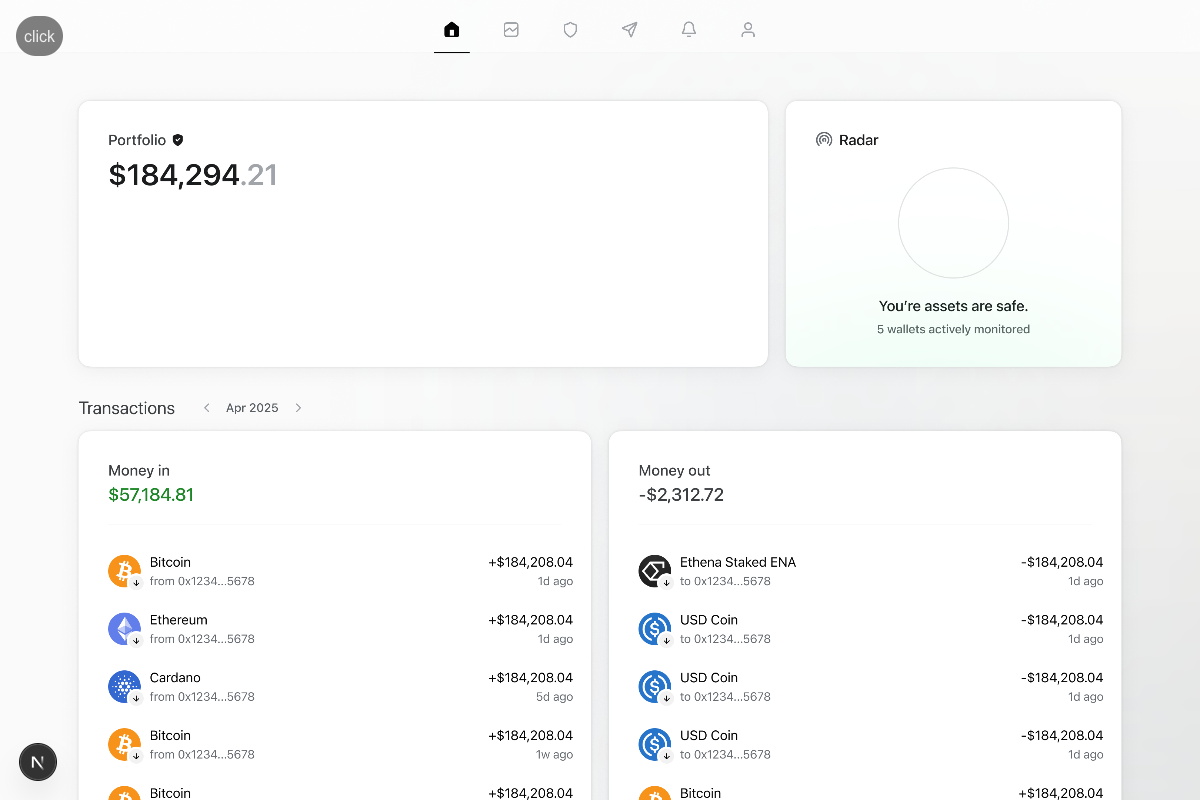 click
Portfolio
$184,294.21
Radar
You’re assets are safe.
5 wallets actively monitored
Transactions
Apr 2025
Money in
$57,184.81
Bitcoin +$184,208.04
from 0x1234...5678 1d ago
Ethereum +$184,208.04
from 0x1234...5678 1d ago
Cardano +$184,208.04
from 0x1234...5678 5d ago
Bitcoin +$184,208.04
from 0x1234...5678 1w ago
Bitcoin +$184,208.04
Money out
-$2,312.72
Ethena Staked ENA -$184,208.04
to 0x1234...5678 1d ago
USD Coin -$184,208.04
to 0x1234...5678 1d ago
USD Coin -$184,208.04
to 0x1234...5678 1d ago
USD Coin -$184,208.04
to 0x1234...5678 1d ago
Bitcoin +$184,208.04
N